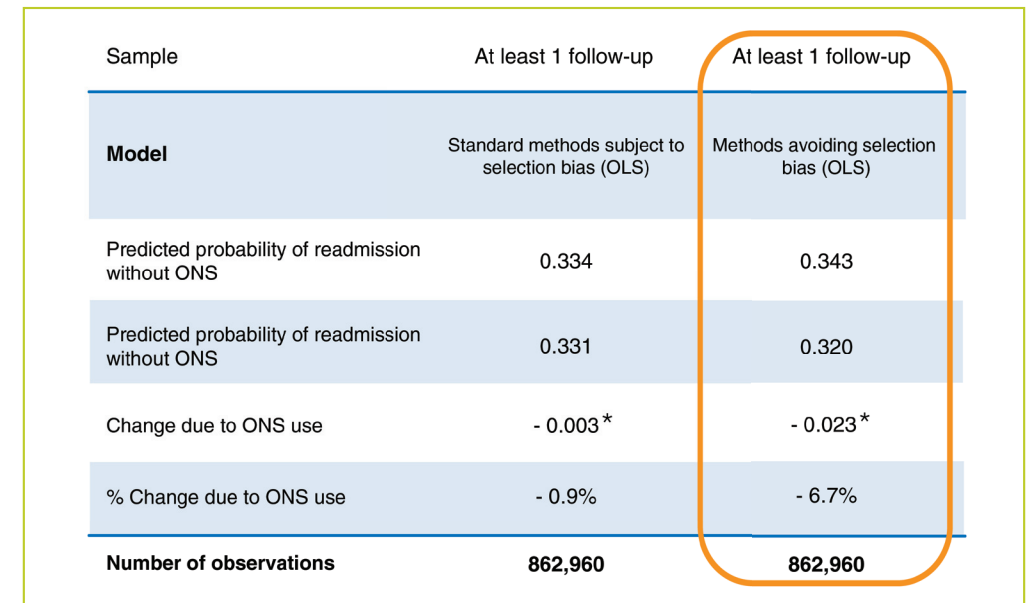 Sample At least 1 follow-up At least 1 follow-up
Model Standard methods subject to selection bias (OLS) Methods avoiding selection bias (OLS)
Predicted probability of readmission without ONS 0.334 0.343
Predicted probability of readmission without ONS 0.331 0.320
Change due to ONS use - 0.003* - 0.023*
% Change due to ONS use - 0.9% - 6.7%
Number of observations 862,960 862,960